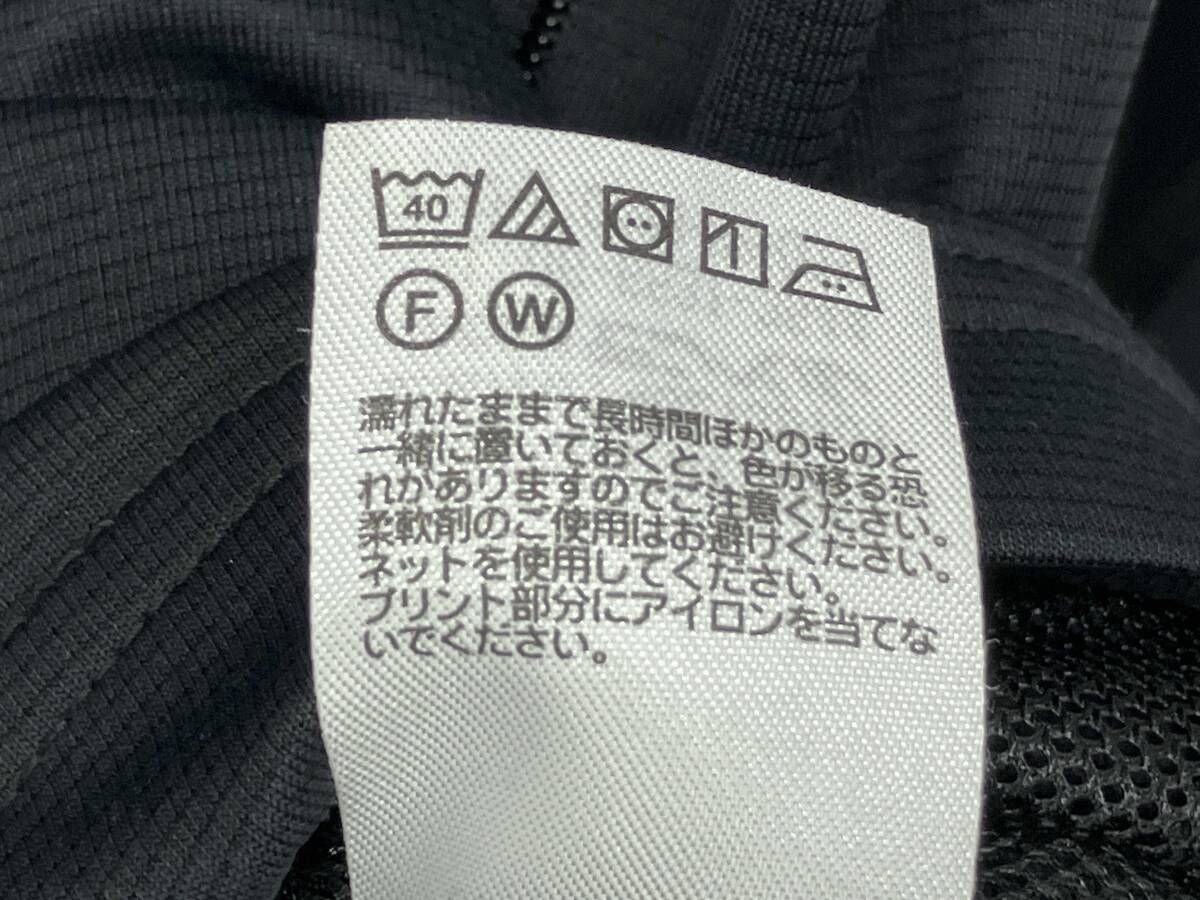 40
F W
濡れたままで長時間ほかのものと
一緒に置いておくと、色が移る恐
れがありますのでご注意ください。
柔軟剤のご使用はお避けください。
ネットを使用してください。
プリント部分にアイロンを当てな
いでください。